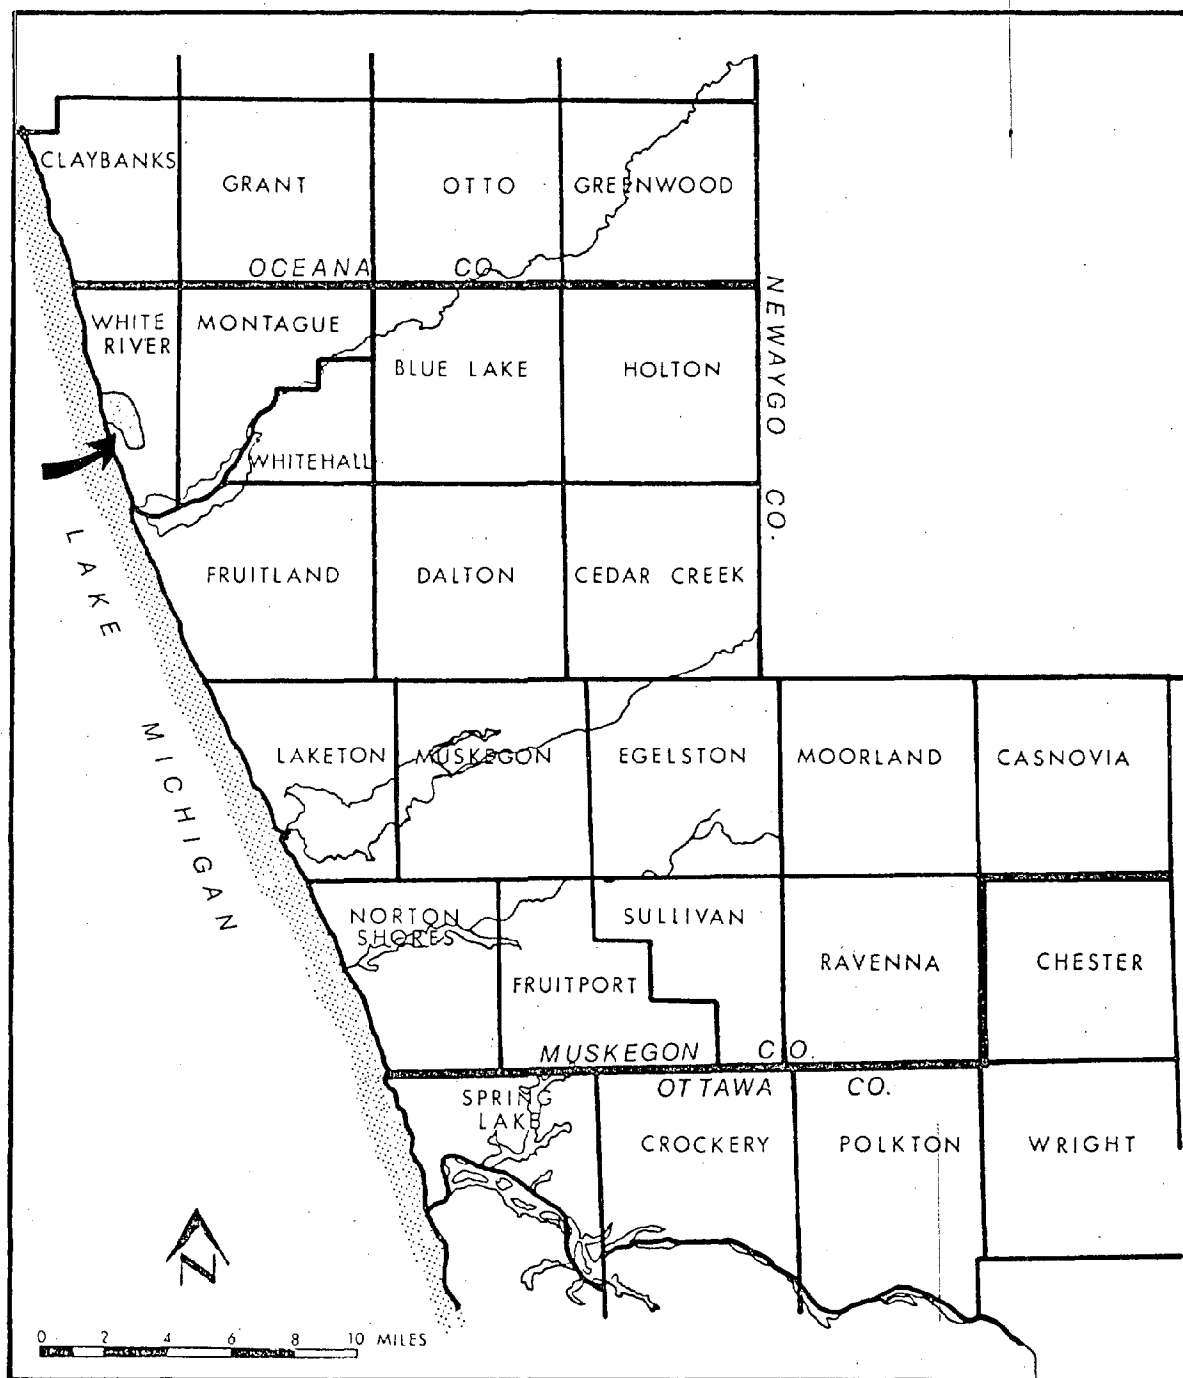 CLAYBANKS
GRANT
OTTO
GREENWOOD
OCEANA CO
NEWAYGO CO.
WHITE
RIVER
MONTAGUE
BLUE LAKE
HOLTON
WHITEHALL
LAKE MICHIGAN
FRUITLAND
DALTON
CEDAR CREEK
LAKETON
MUSKEGON
EGELSTON
MOORLAND
CASNOVIA
NORTON
SHORES
SULLIVAN
FRUITPORT
RAVENNA
CHESTER
MUSKEGON CO.
OTTAWA CO.
SPRING
LAKE
CROCKERY
POLKTON
WRIGHT
N
0 2 4 6 8 10 MILES